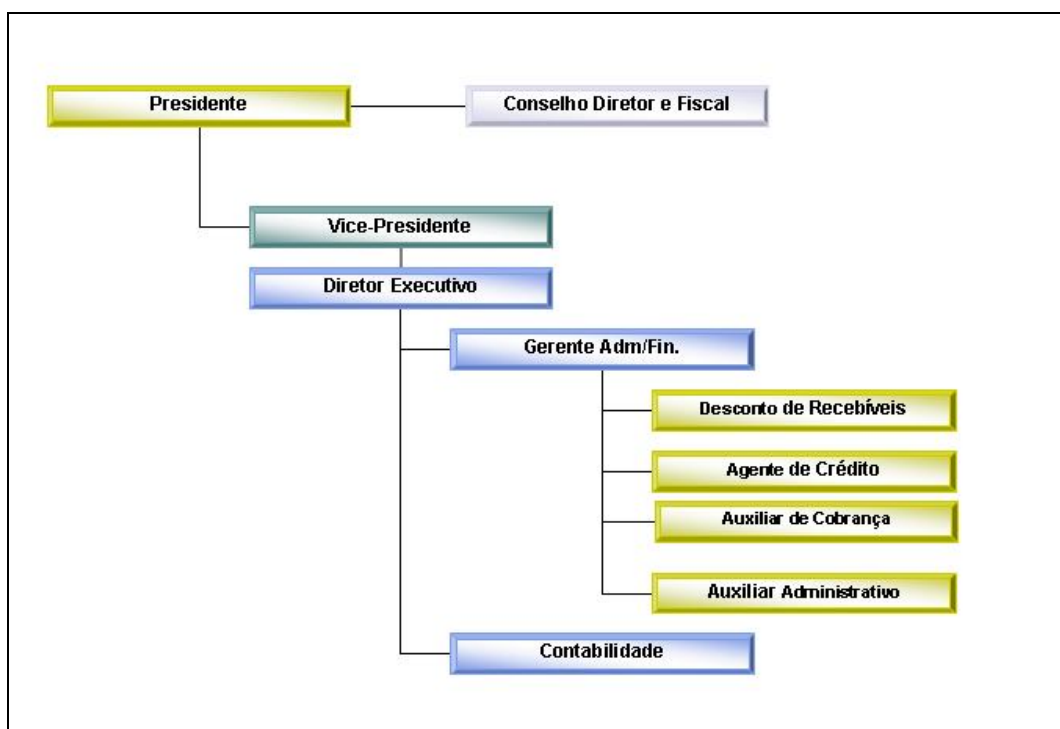 Presidente
Conselho Diretor e Fiscal
Vice-Presidente
Diretor Executivo
Gerente Adm/Fin.
Desconto de Recebíveis
Agente de Crédito
Auxiliar de Cobrança
Auxiliar Administrativo
Contabilidade